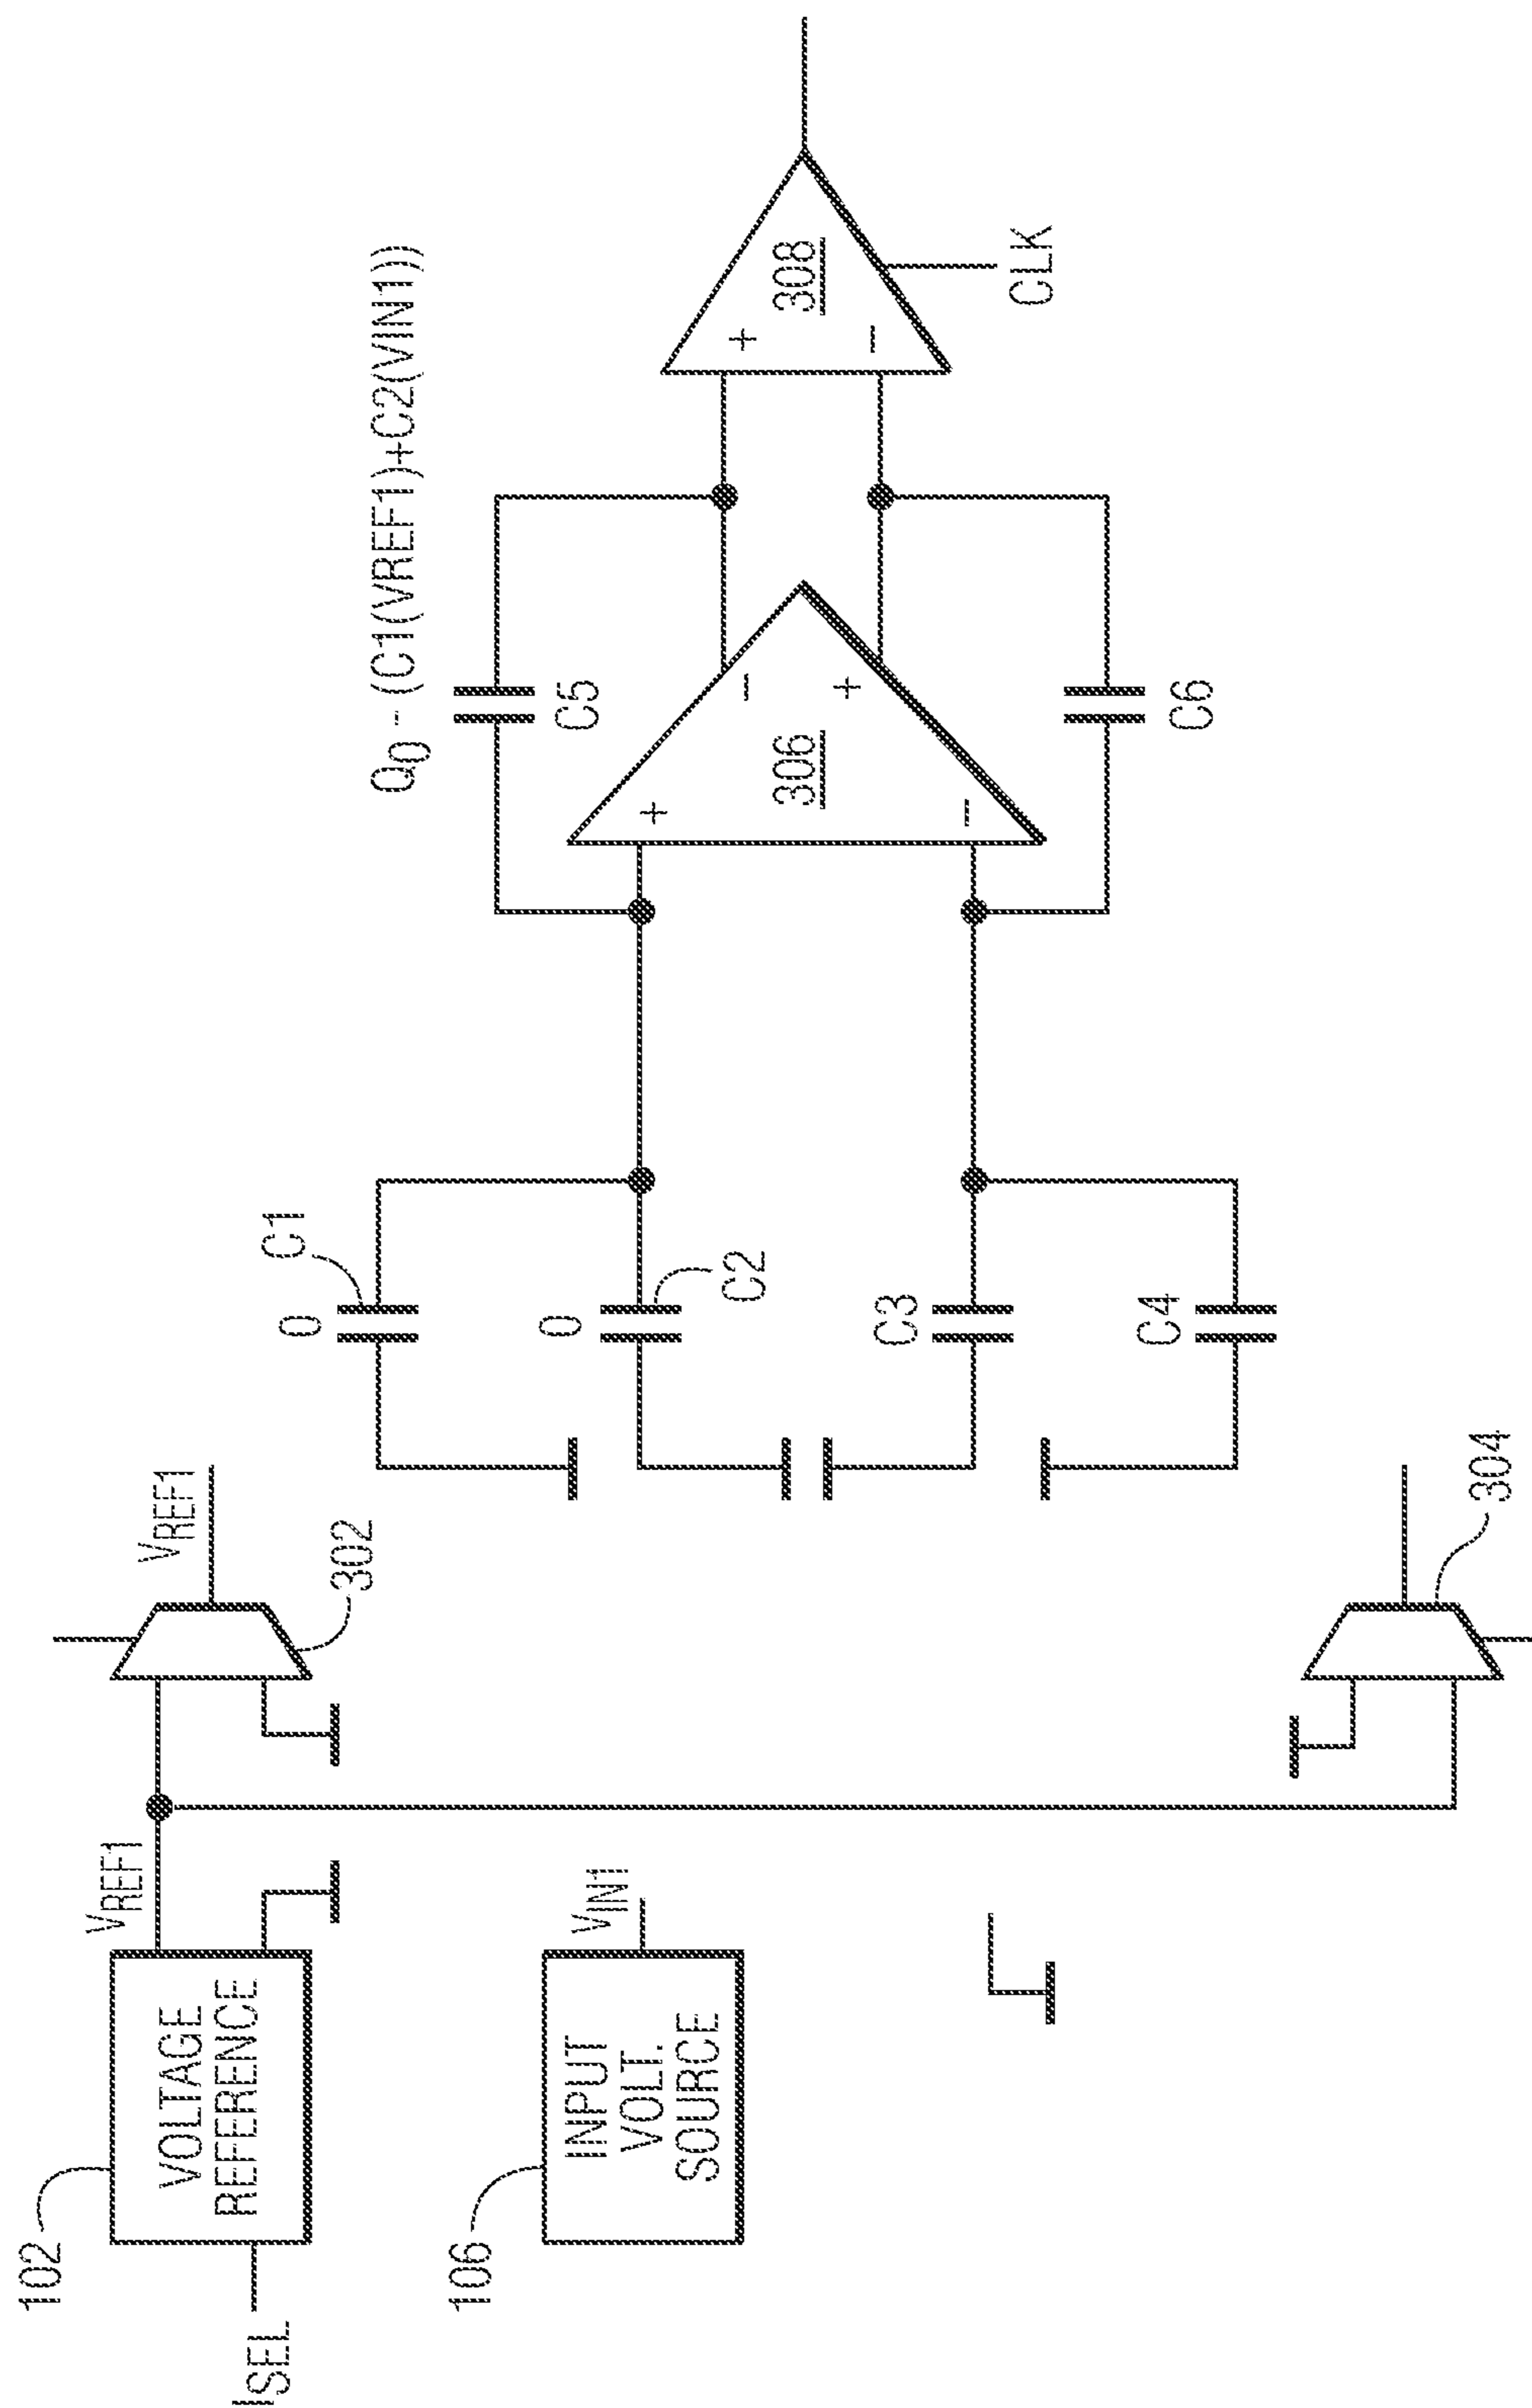 102
VOLTAGE
REFERENCE
ISEL
VREF1
VREF1
302
106
INPUT
VOLT.
SOURCE
VIN1
304
0
C1
0
C2
C3
C4
Q0 - (C1(VREF1)+C2(VIN1))
C5
+
-
306
-
+
C6
+
308
-
CLK